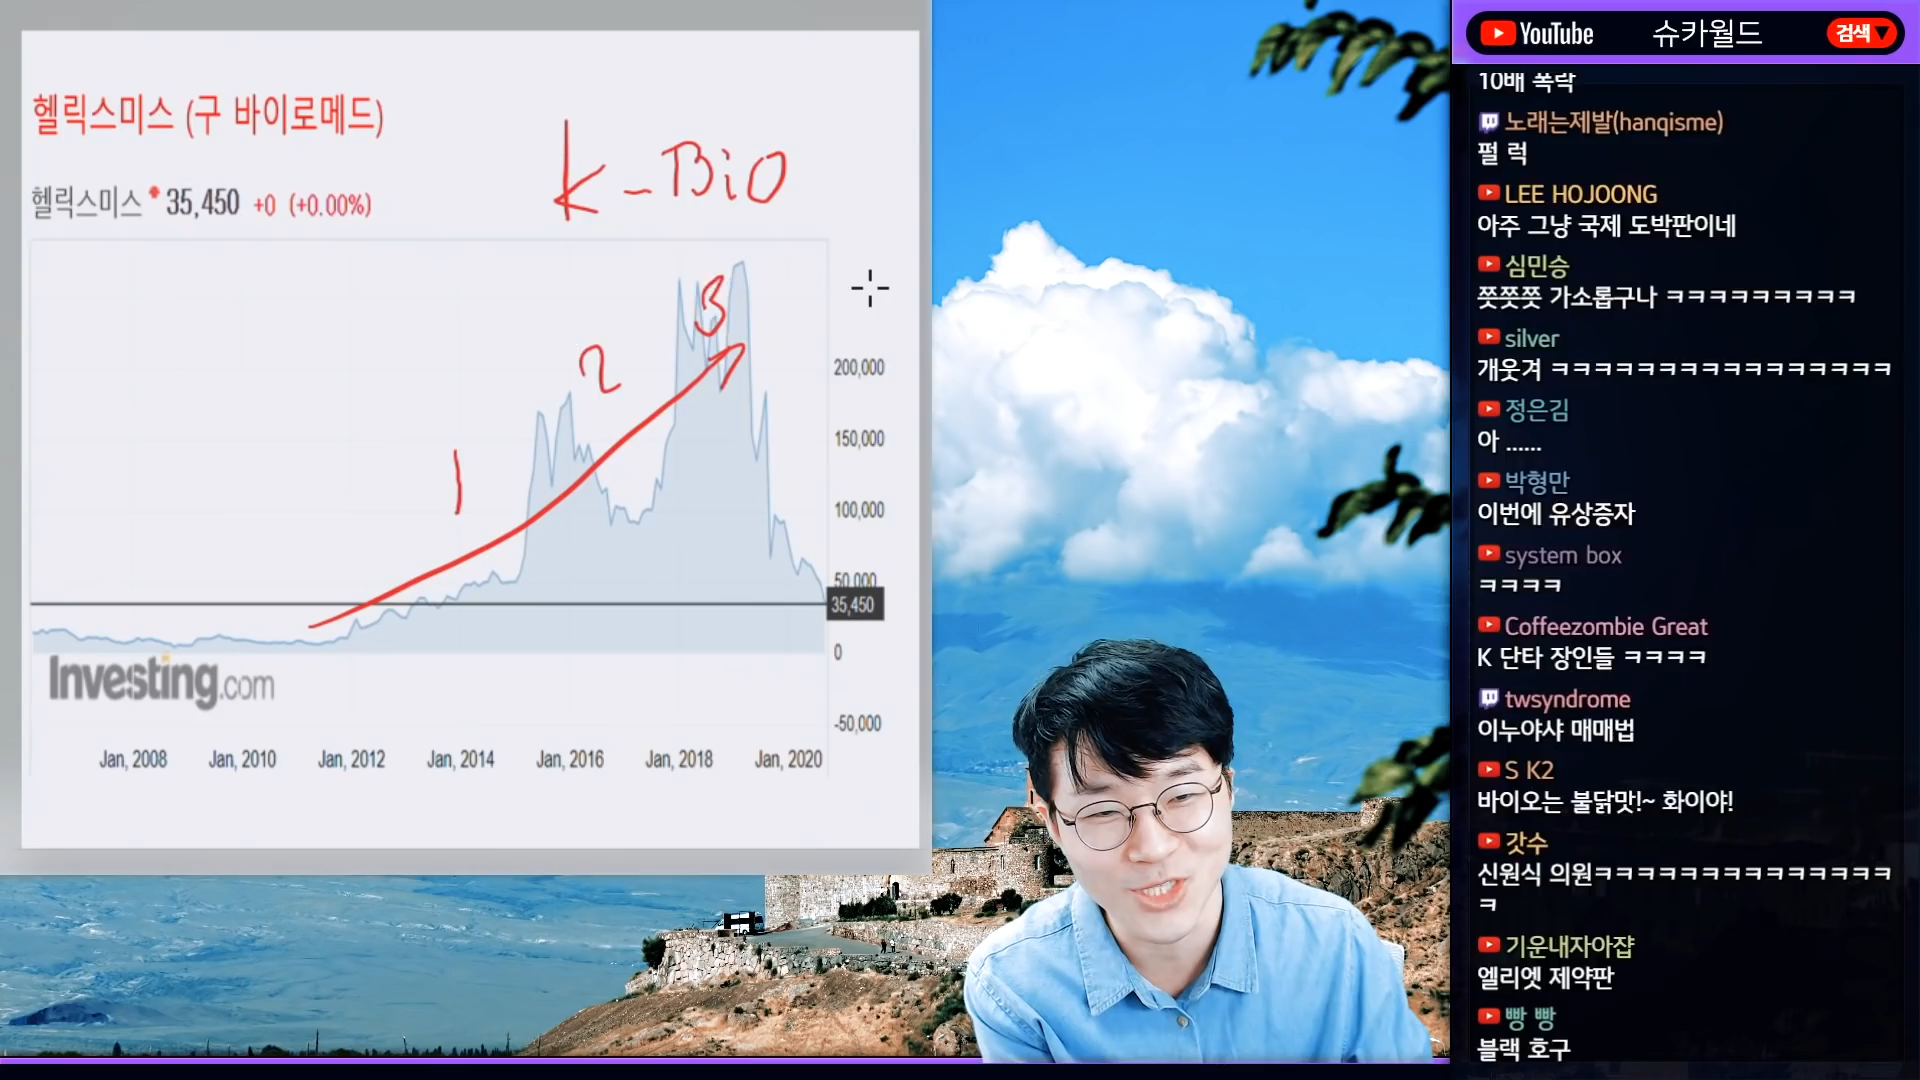 헬릭스미스 (구 바이로메드)
헬릭스미스 35,450 +0 (+0.00%)
K-BiO
1
2
3
200,000
150,000
100,000
50,000
35,450
0
-50,000
Investing.com
Jan, 2008 Jan, 2010 Jan, 2012 Jan, 2014 Jan, 2016 Jan, 2018 Jan, 2020
YouTube 슈카월드 검색▼
10배 폭락
노래는제발(hanqisme)
펄 럭
LEE HOJOONG
아주 그냥 국제 도박판이네
심민승
쯧쯧쯧 가소롭구나 ㅋㅋㅋㅋㅋㅋㅋㅋㅋ
silver
개웃겨 ㅋㅋㅋㅋㅋㅋㅋㅋㅋㅋㅋㅋㅋㅋㅋㅋ
정은김
아 ......
박형만
이번에 유상증자
system box
ㅋㅋㅋㅋ
Coffeezombie Great
K 단타 장인들 ㅋㅋㅋㅋ
twsyndrome
이누야샤 매매법
S K2
바이오는 불닭맛!~ 화이야!
갓수
신원식 의원ㅋㅋㅋㅋㅋㅋㅋㅋㅋㅋㅋㅋㅋㅋ
ㅋ
기운내자아쟙
엘리엣 제약판
빵 빵
블랙 호구